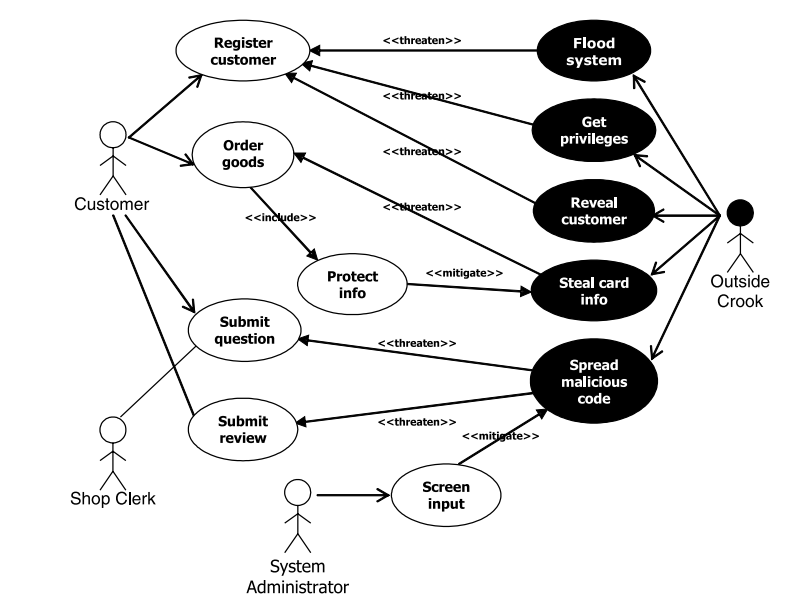 Register
customer
<<threaten>>
Flood
system
<<threaten>>
Get
privileges
Order
goods
<<threaten>>
Reveal
customer
Customer
<<threaten>>
<<include>>
Outside
Crook
Protect
info
<<mitigate>>
Steal card
info
Submit
question
<<threaten>>
Spread
malicious
code
Submit
review
<<threaten>>
<<mitigate>>
Shop Clerk
Screen
input
System
Administrator